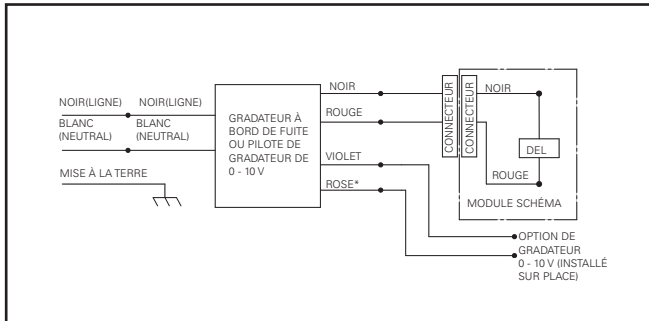 NOIR(LIGNE) NOIR(LIGNE)
BLANC
(NEUTRAL)
BLANC
(NEUTRAL)
MISE À LA TERRE
GRADATEUR À
BORD DE FUITE
OU PILOTE DE
GRADATEUR DE
0 - 10 V
NOIR
ROUGE
VIOLET
ROSE*
CONNECTEUR
CONNECTEUR
NOIR
DEL
ROUGE
MODULE SCHÉMA
OPTION DE
GRADATEUR
0 - 10 V (INSTALLÉ
SUR PLACE)